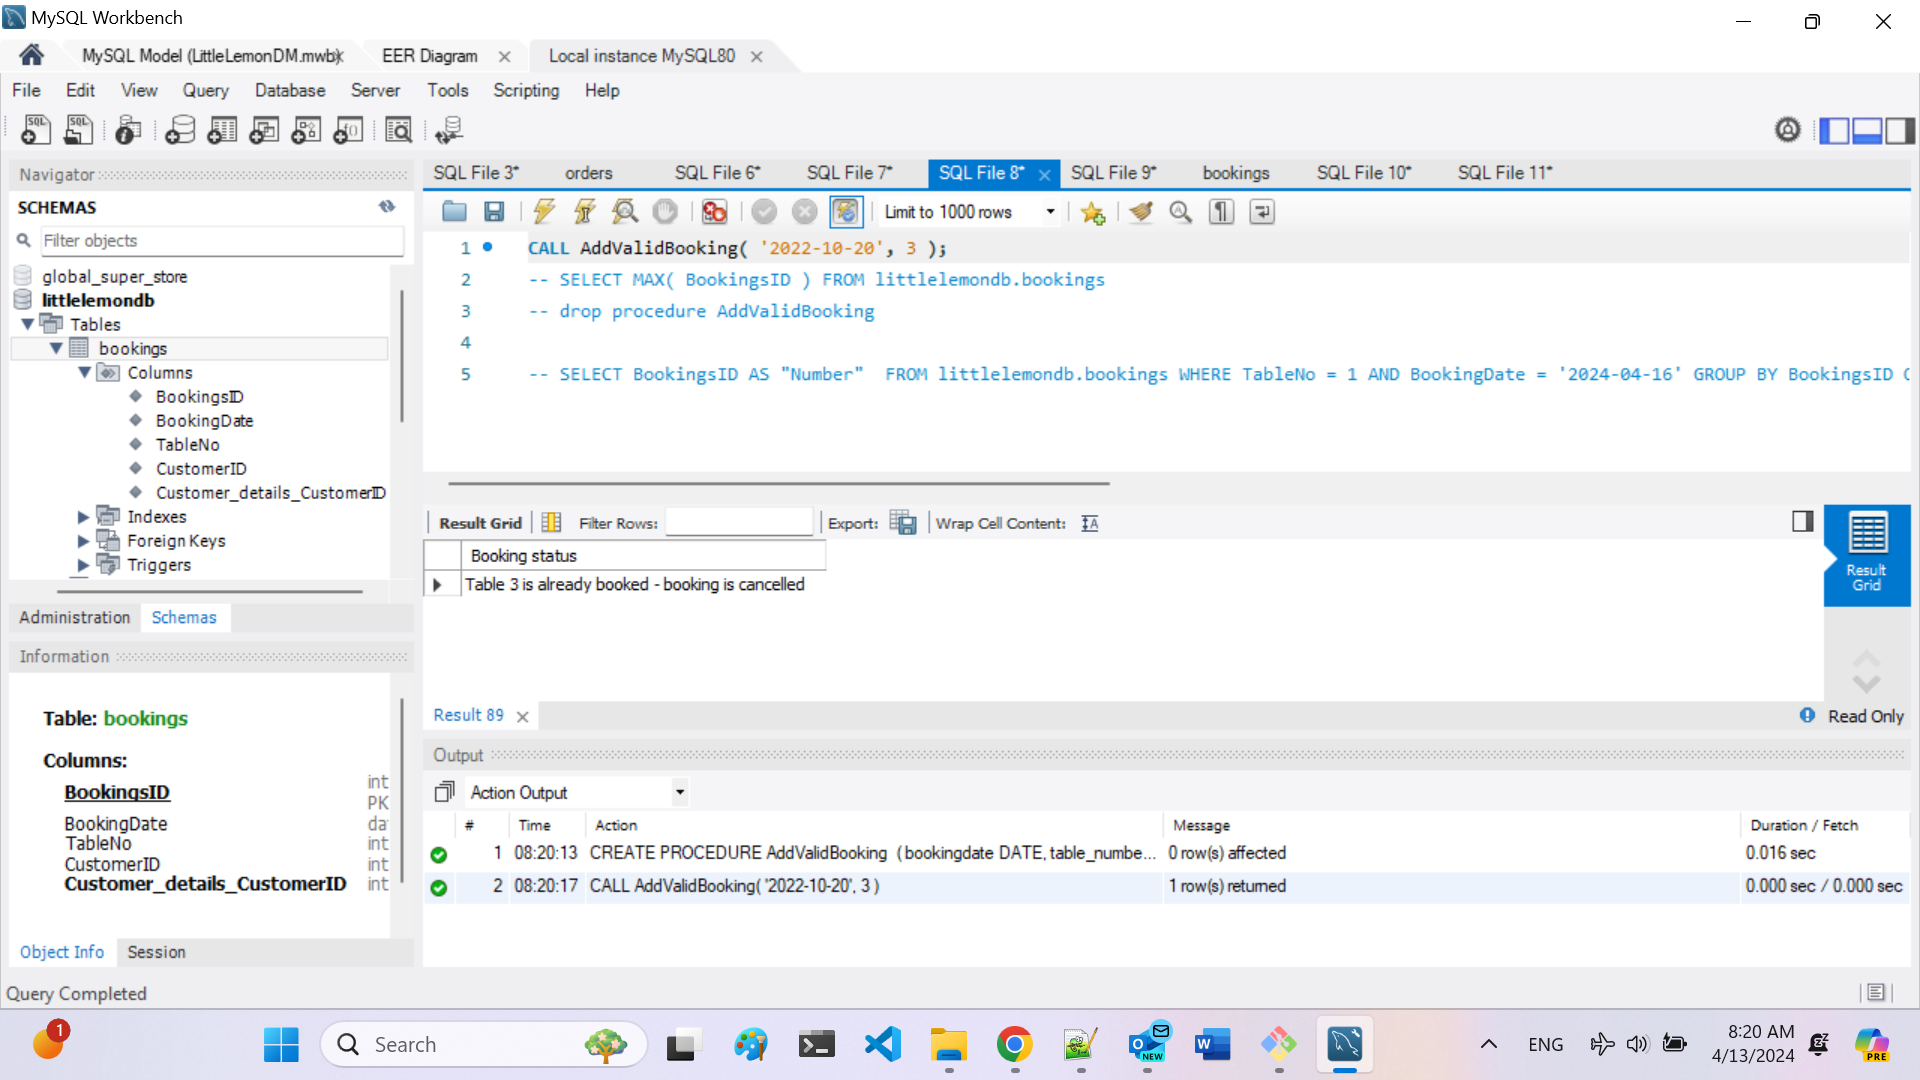 MySQL Workbench
MySQL Model (LittleLemonDM.mwb)
EER Diagram
Local instance MySQL80
File Edit View Query Database Server Tools Scripting Help
Navigator
SCHEMAS
Filter objects
global_super_store
littlelemondb
Tables
bookings
Columns
BookingsID
BookingDate
TableNo
CustomerID
Customer_details_CustomerID
Indexes
Foreign Keys
Triggers
Administration Schemas
Information
Table: bookings
Columns:
BookingsID int PK
BookingDate
TableNo int
CustomerID int
Customer_details_CustomerID int
Object Info Session
SQL File 3* orders SQL File 6* SQL File 7* SQL File 8* SQL File 9* bookings SQL File 10* SQL File 11*
Limit to 1000 rows
1 CALL AddValidBooking( '2022-10-20', 3 );
2 -- SELECT MAX( BookingsID ) FROM littlelemondb.bookings
3 -- drop procedure AddValidBooking
4
5 -- SELECT BookingsID AS "Number"  FROM littlelemondb.bookings WHERE TableNo = 1 AND BookingDate = '2024-04-16' GROUP BY BookingsID
Result Grid Filter Rows: Export: Wrap Cell Content:
Booking status
Table 3 is already booked - booking is cancelled
Result Grid
Result 89
Read Only
Output
Action Output
# Time Action Message Duration / Fetch
1 08:20:13 CREATE PROCEDURE AddValidBooking (bookingdate DATE, table_numbe... 0 row(s) affected 0.016 sec
2 08:20:17 CALL AddValidBooking( '2022-10-20', 3 ) 1 row(s) returned 0.000 sec / 0.000 sec
Query Completed
1
Search
NEW
ENG
8:20 AM
4/13/2024
PRE